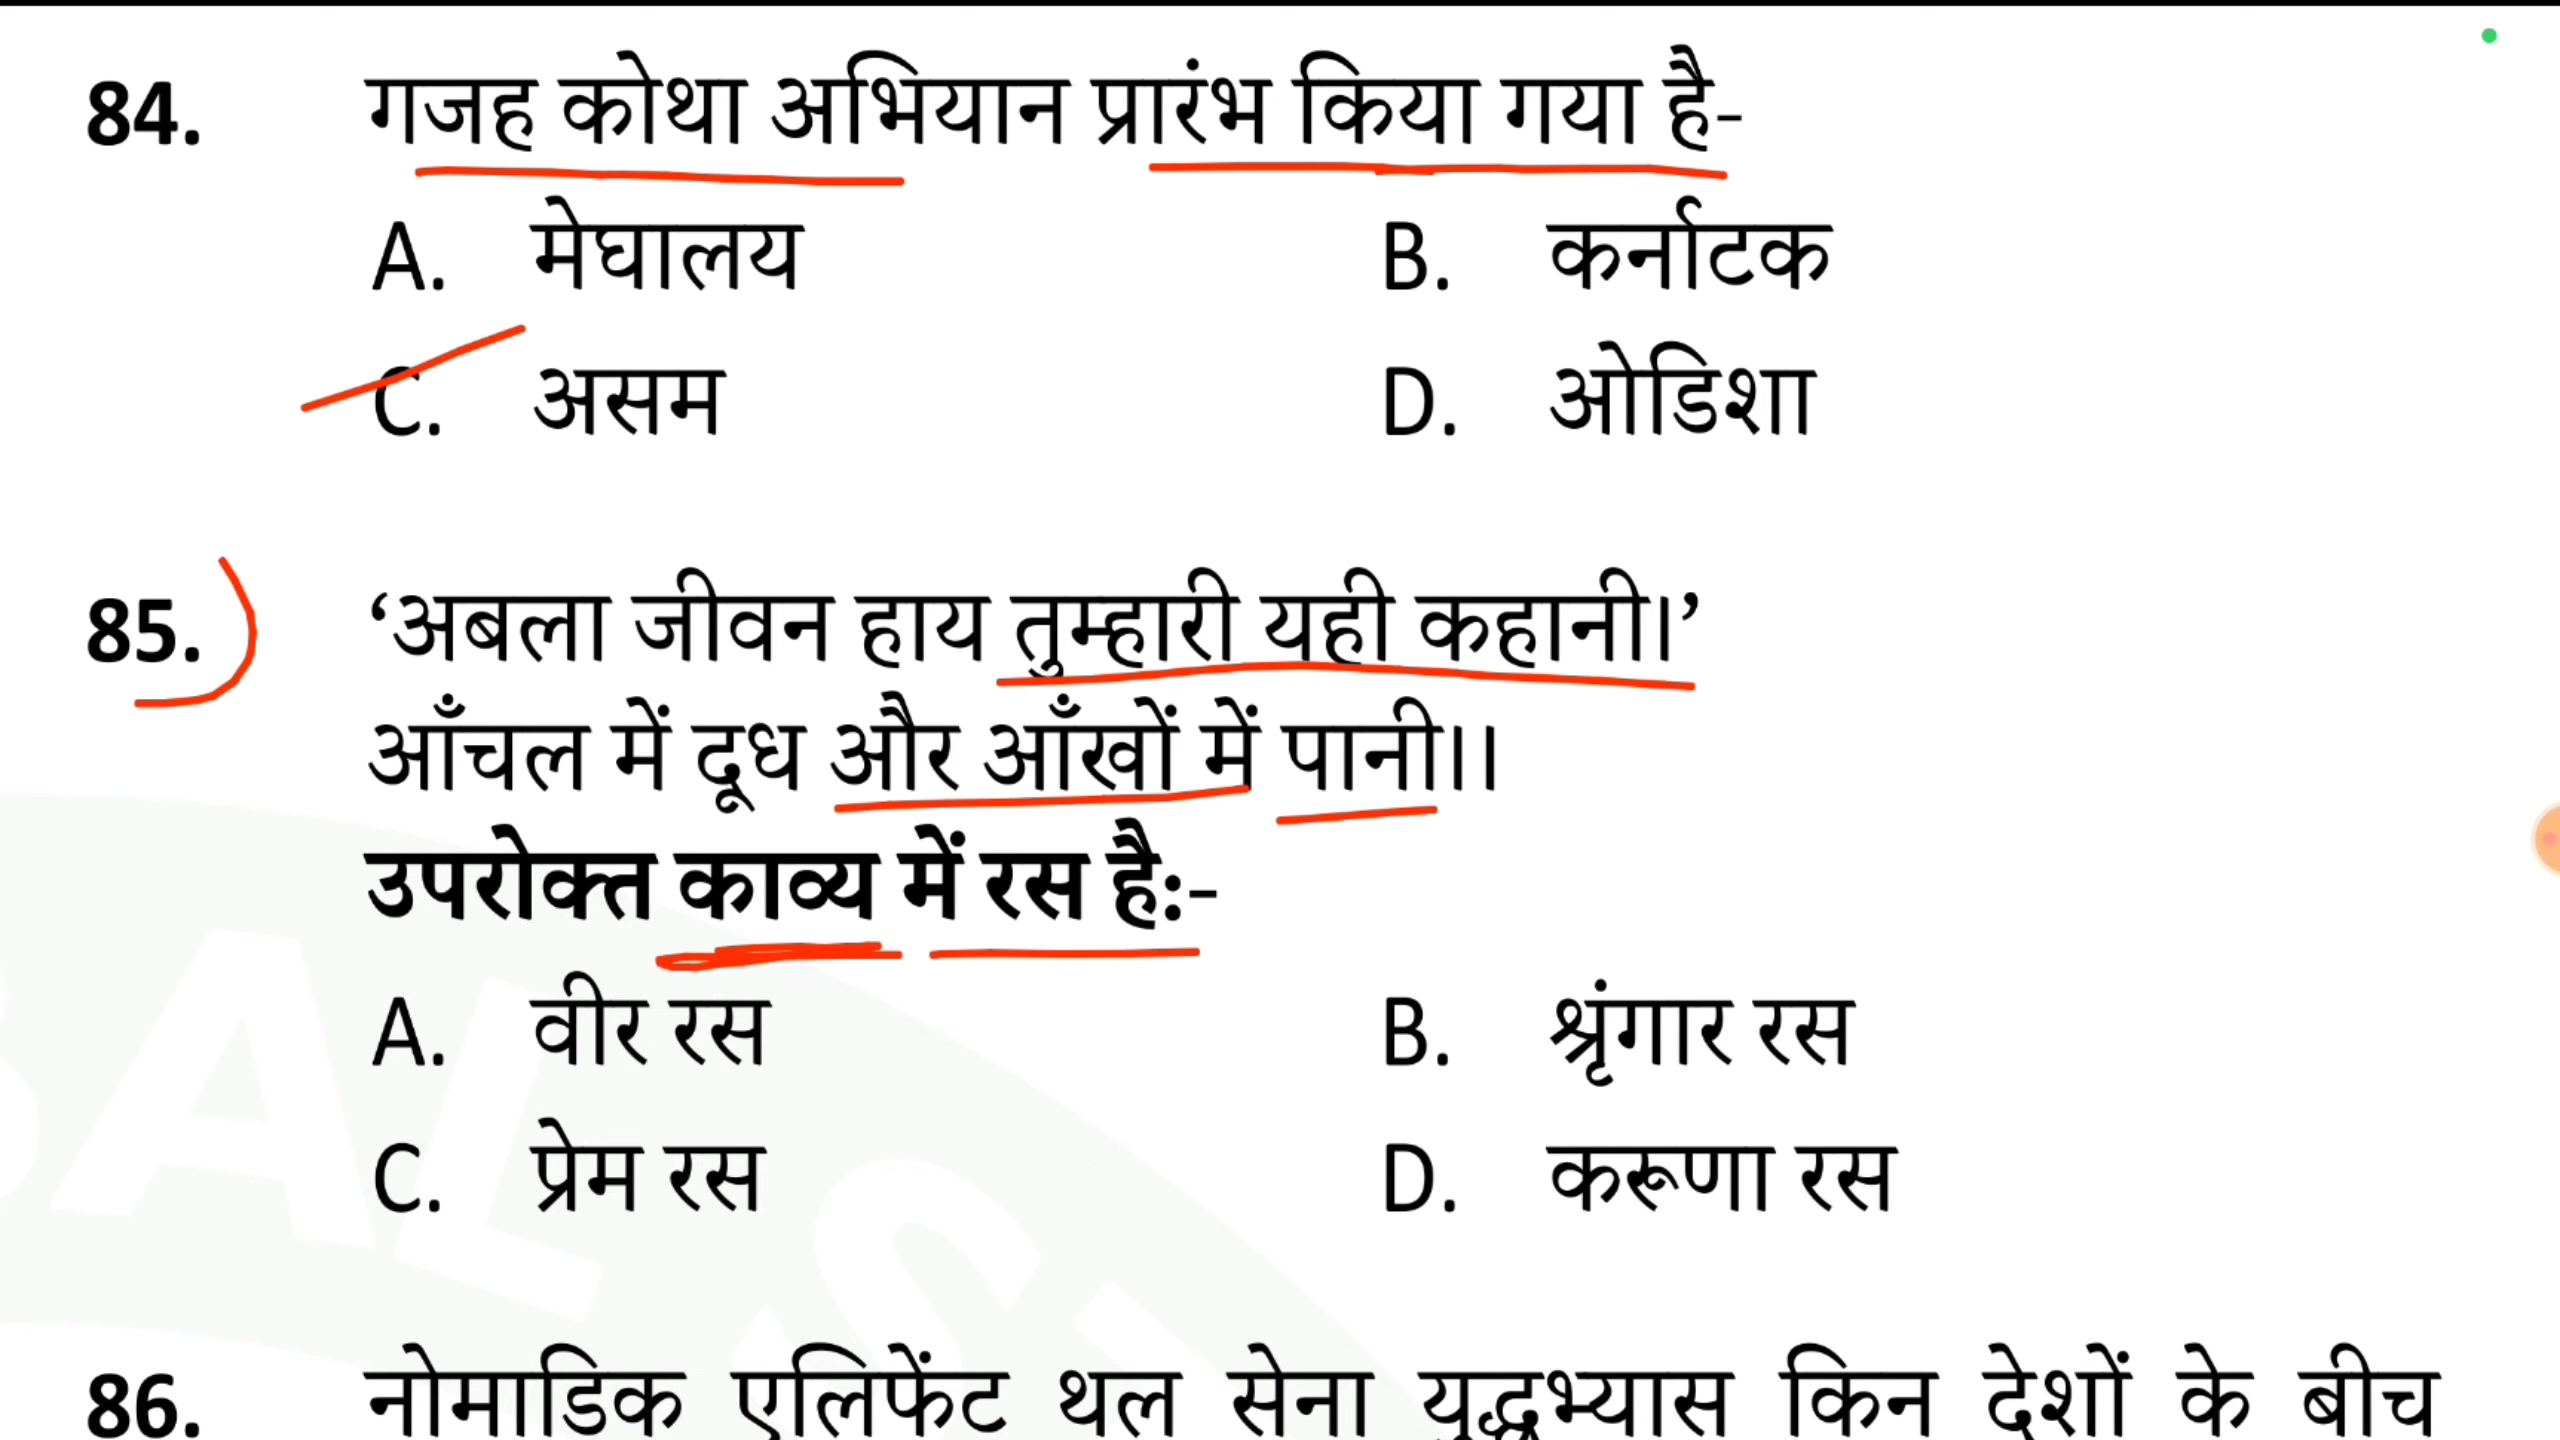 84. गजह कोथा अभियान प्रारंभ किया गया है-
A. मेघालय B. कर्नाटक
C. असम D. ओडिशा
85. ‘अबला जीवन हाय तुम्हारी यही कहानी।’
आँचल में दूध और आँखों में पानी।।
उपरोक्त काव्य में रस है:-
A. वीर रस B. श्रृंगार रस
C. प्रेम रस D. करूणा रस
86. नोमाडिक एलिफेंट थल सेना युद्धभ्यास किन देशों के बीच